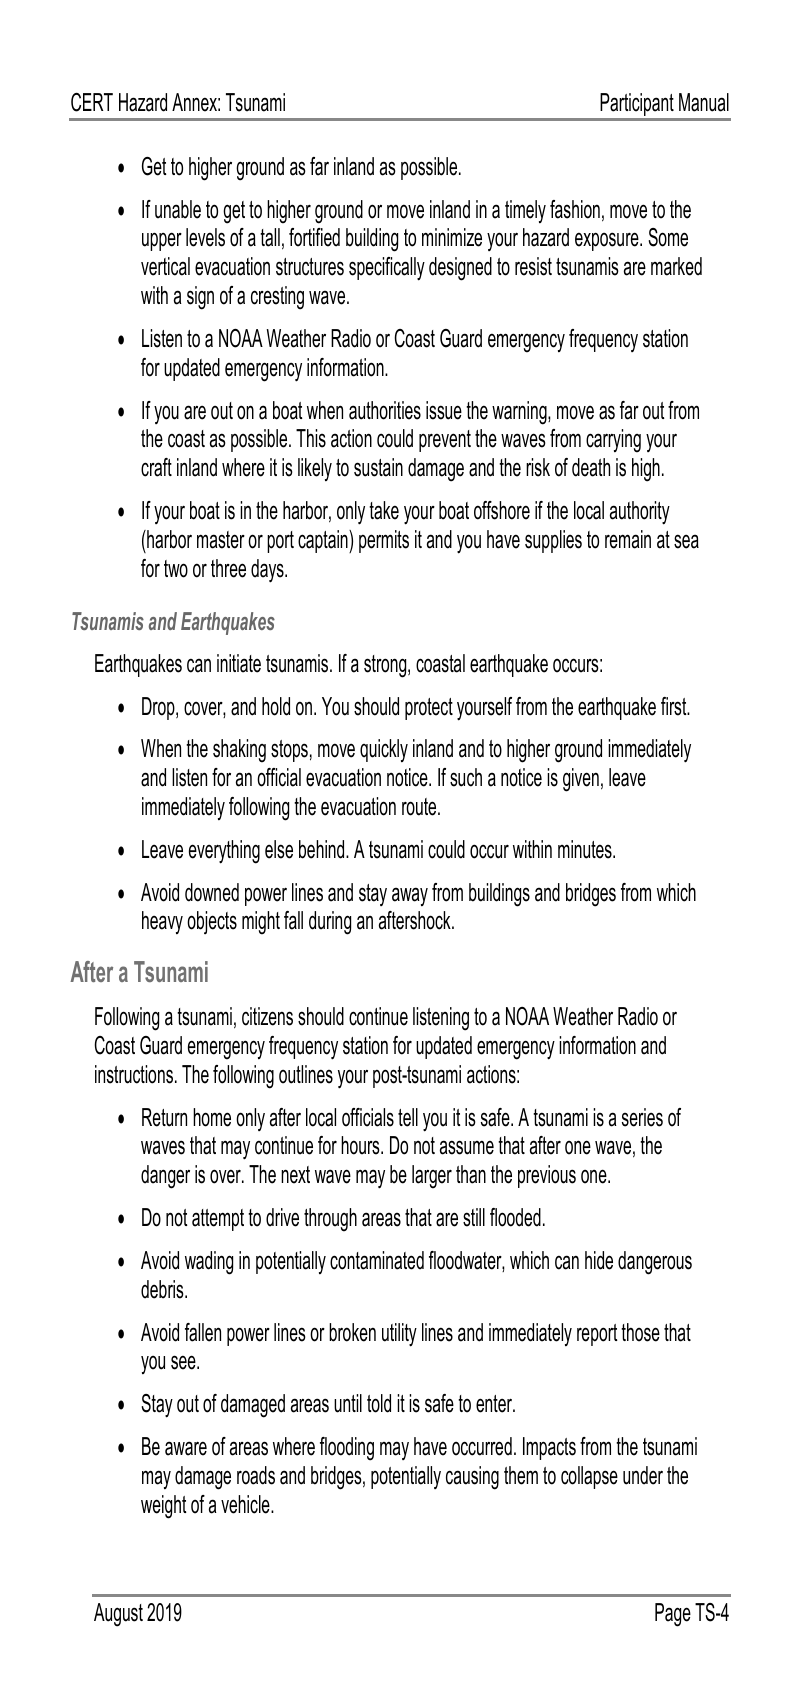 CERT Hazard Annex: Tsunami Participant Manual
• Get to higher ground as far inland as possible.
• If unable to get to higher ground or move inland in a timely fashion, move to the
upper levels of a tall, fortified building to minimize your hazard exposure. Some
vertical evacuation structures specifically designed to resist tsunamis are marked
with a sign of a cresting wave.
• Listen to a NOAA Weather Radio or Coast Guard emergency frequency station
for updated emergency information.
• If you are out on a boat when authorities issue the warning, move as far out from
the coast as possible. This action could prevent the waves from carrying your
craft inland where it is likely to sustain damage and the risk of death is high.
• If your boat is in the harbor, only take your boat offshore if the local authority
(harbor master or port captain) permits it and you have supplies to remain at sea
for two or three days.
Tsunamis and Earthquakes
Earthquakes can initiate tsunamis. If a strong, coastal earthquake occurs:
• Drop, cover, and hold on. You should protect yourself from the earthquake first.
• When the shaking stops, move quickly inland and to higher ground immediately
and listen for an official evacuation notice. If such a notice is given, leave
immediately following the evacuation route.
• Leave everything else behind. A tsunami could occur within minutes.
• Avoid downed power lines and stay away from buildings and bridges from which
heavy objects might fall during an aftershock.
After a Tsunami
Following a tsunami, citizens should continue listening to a NOAA Weather Radio or
Coast Guard emergency frequency station for updated emergency information and
instructions. The following outlines your post-tsunami actions:
• Return home only after local officials tell you it is safe. A tsunami is a series of
waves that may continue for hours. Do not assume that after one wave, the
danger is over. The next wave may be larger than the previous one.
• Do not attempt to drive through areas that are still flooded.
• Avoid wading in potentially contaminated floodwater, which can hide dangerous
debris.
• Avoid fallen power lines or broken utility lines and immediately report those that
you see.
• Stay out of damaged areas until told it is safe to enter.
• Be aware of areas where flooding may have occurred. Impacts from the tsunami
may damage roads and bridges, potentially causing them to collapse under the
weight of a vehicle.
August 2019 Page TS-4